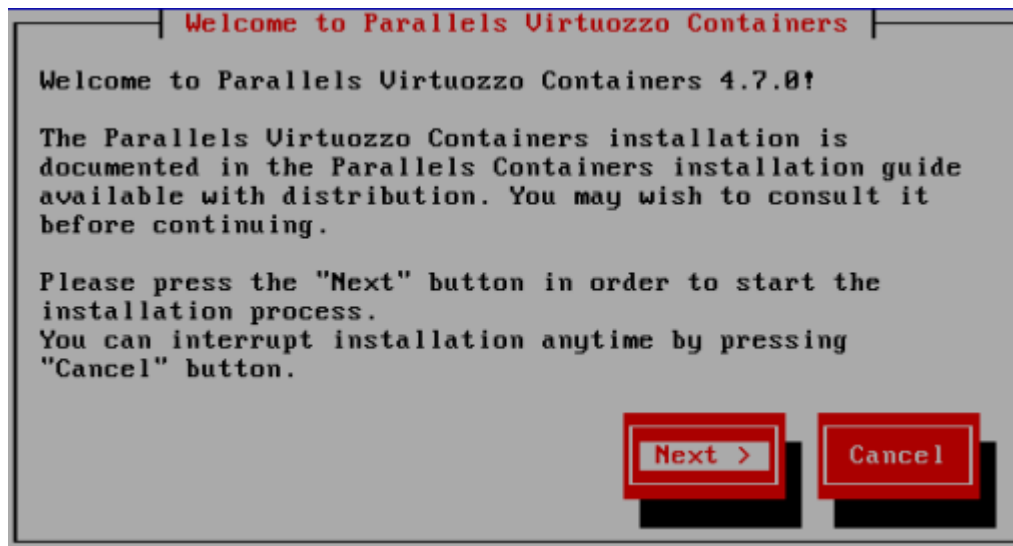 Welcome to Parallels Virtuozzo Containers
Welcome to Parallels Virtuozzo Containers 4.7.0!
The Parallels Virtuozzo Containers installation is
documented in the Parallels Containers installation guide
available with distribution. You may wish to consult it
before continuing.
Please press the "Next" button in order to start the
installation process.
You can interrupt installation anytime by pressing
"Cancel" button.
Next > Cancel